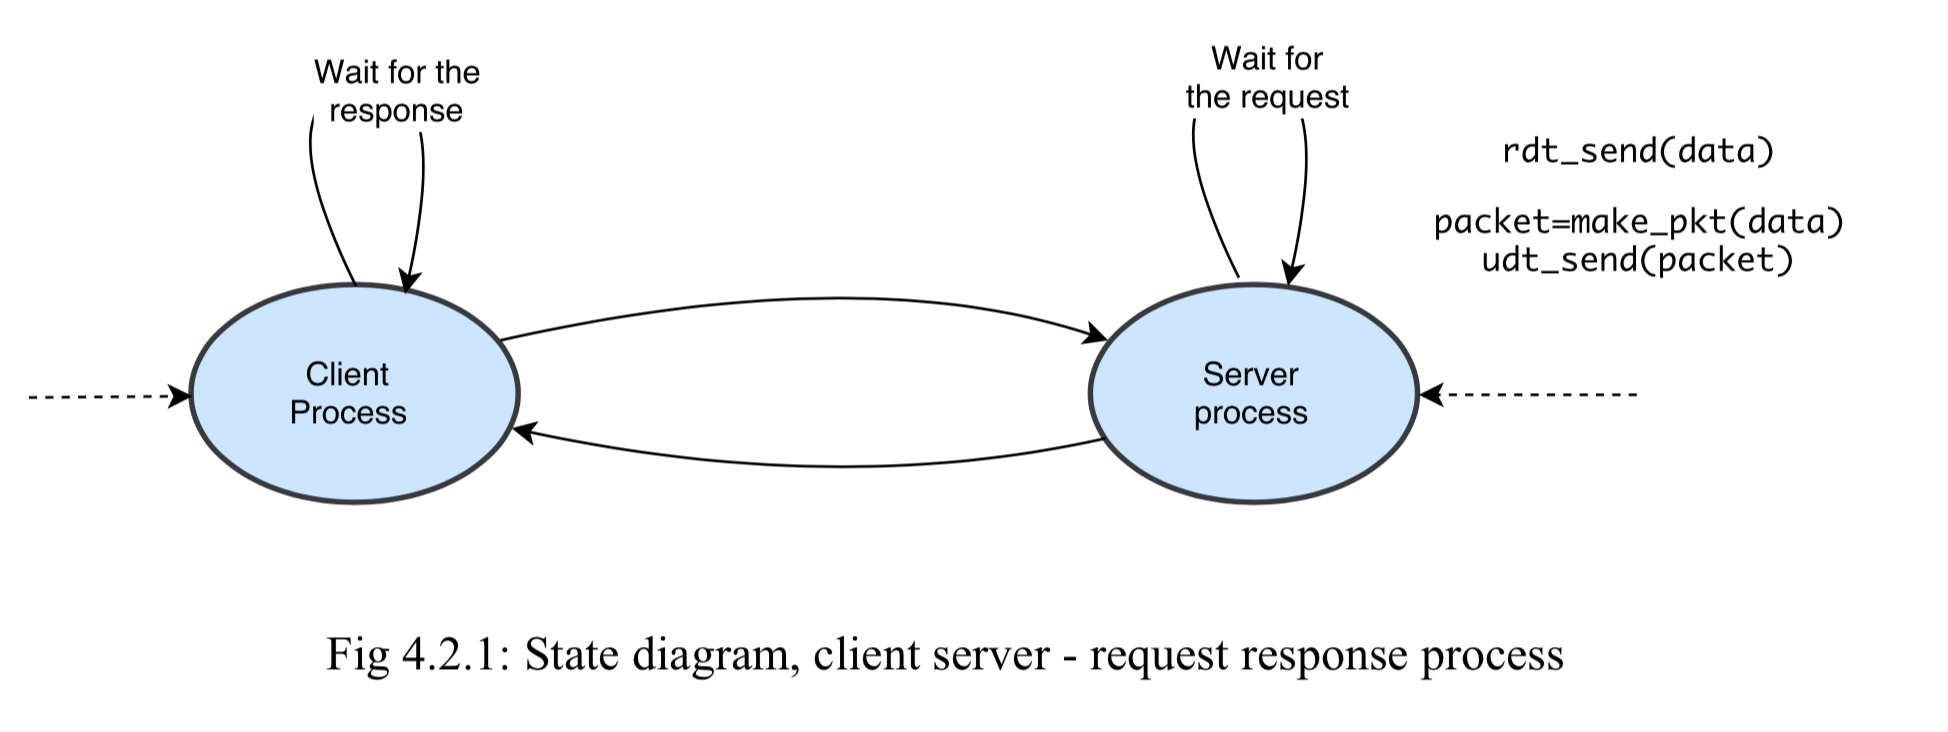 Wait for the
response
Wait for
the request
rdt_send(data)
packet=make_pkt(data)
udt_send(packet)
Client
Process
Server
process
Fig 4.2.1: State diagram, client server - request response process